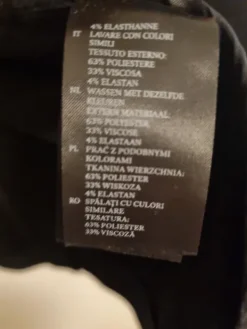 4% ELASTHANNE
IT LAVARE CON COLORI
SIMILI
TESSUTO ESTERNO:
63% POLIESTERE
33% VISCOSA
4% ELASTAN
NL WASSEN MET DEZELFDE
KLEUREN
EXTERN MATERIAAL
63% POLYESTER
33% VISCOSE
4% ELASTAAN
PL PRAĆ Z PODOBNYMI
KOLORAMI
TKANINA WIERZCHNIA:
63% POLIESTER
33% WISKOZA
4% ELASTAN
RO SPĂLAȚI CU CULORI
SIMILARE
TESATURA:
63% POLIESTER
33% VISCOZĂ